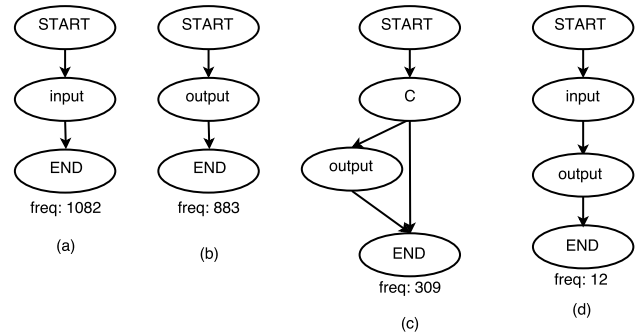 START
input
END
freq: 1082
(a)
START
output
END
freq: 883
(b)
START
C
output
END
freq: 309
(c)
START
input
output
END
freq: 12
(d)